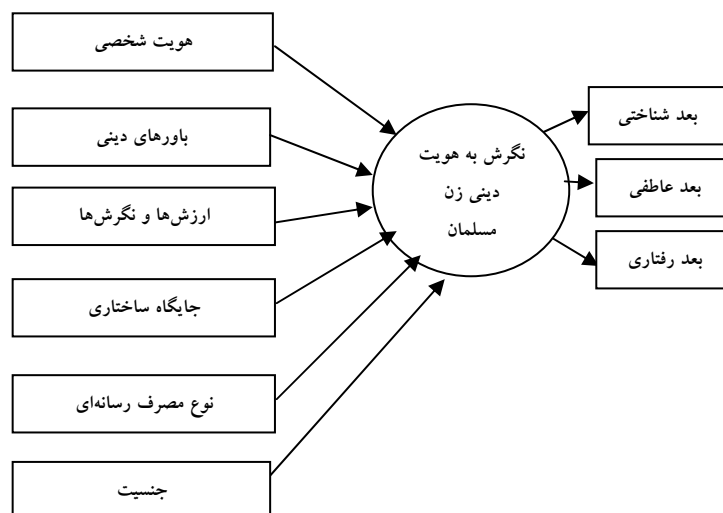 هویت شخصی
باورهای دینی
ارزش‌ها و نگرش‌ها
جایگاه ساختاری
نوع مصرف رسانه‌ای
جنسیت
نگرش به هویت
دینی زن
مسلمان
بعد شناختی
بعد عاطفی
بعد رفتاری